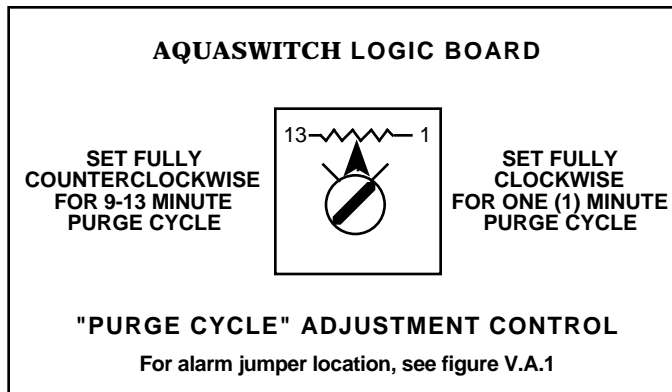 AQUASWITCH LOGIC BOARD
13 1
SET FULLY
COUNTERCLOCKWISE
FOR 9-13 MINUTE
PURGE CYCLE
SET FULLY
CLOCKWISE
FOR ONE (1) MINUTE
PURGE CYCLE
"PURGE CYCLE" ADJUSTMENT CONTROL
For alarm jumper location, see figure V.A.1